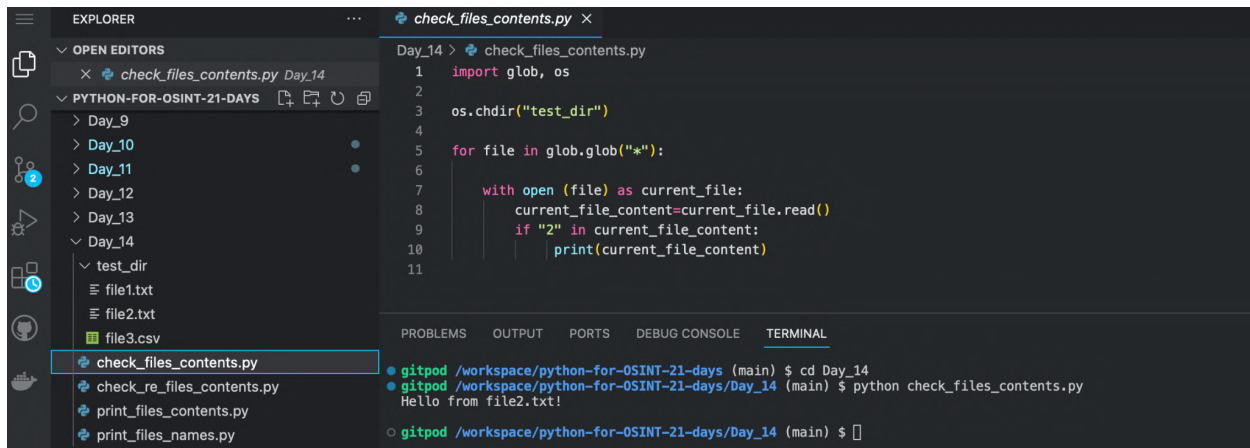 EXPLORER
OPEN EDITORS
check_files_contents.py Day_14
PYTHON-FOR-OSINT-21-DAYS
Day_9
Day_10
Day_11
2
Day_12
Day_13
Day_14
test_dir
file1.txt
file2.txt
file3.csv
check_files_contents.py
check_re_files_contents.py
print_files_contents.py
print_files_names.py
check_files_contents.py
Day_14 > check_files_contents.py
1 import glob, os
2
3 os.chdir("test_dir")
4
5 for file in glob.glob("*"):
6
7 with open (file) as current_file:
8 current_file_content=current_file.read()
9 if "2" in current_file_content:
10 print(current_file_content)
11
PROBLEMS OUTPUT PORTS DEBUG CONSOLE TERMINAL
gitpod /workspace/python-for-OSINT-21-days (main) $ cd Day_14
gitpod /workspace/python-for-OSINT-21-days/Day_14 (main) $ python check_files_contents.py
Hello from file2.txt!
gitpod /workspace/python-for-OSINT-21-days/Day_14 (main) $